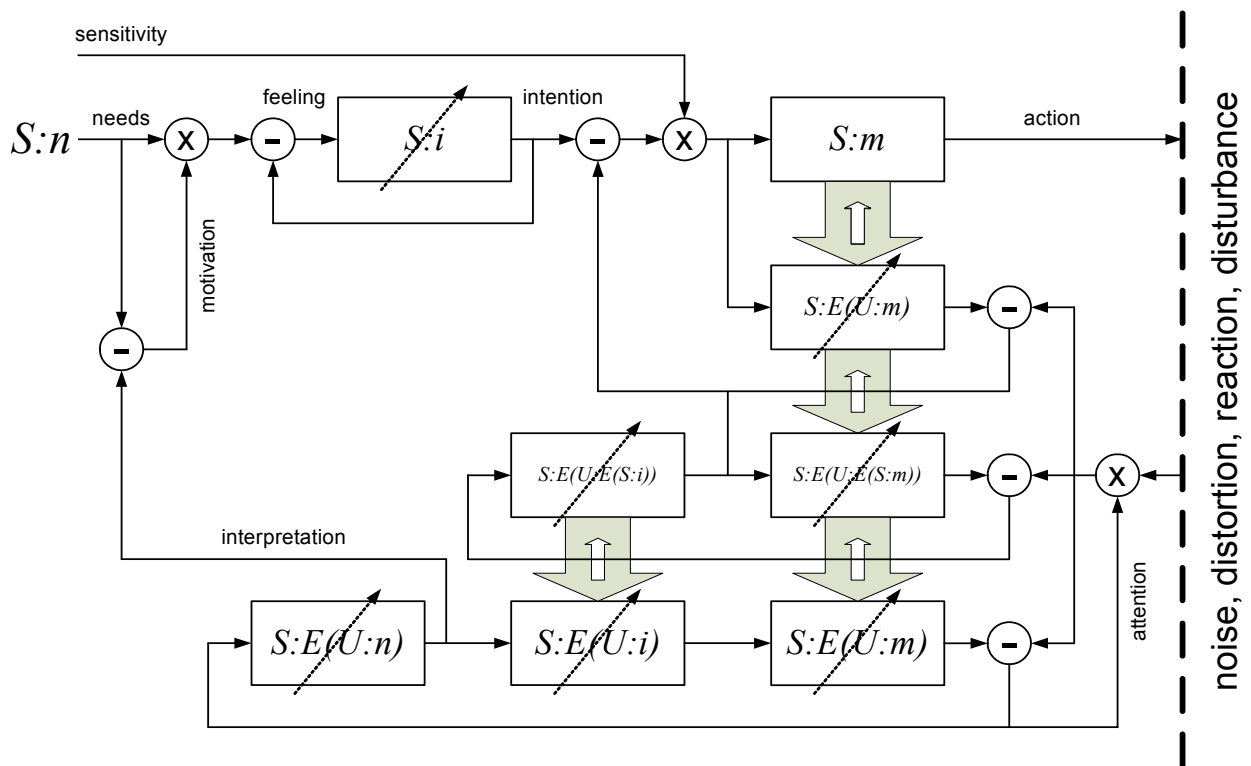 sensitivity
S:n
needs
x
-
feeling
S:i
intention
-
x
S:m
action
motivation
-
S:E(U:m)
-
S:E(U:E(S:i))
S:E(U:E(S:m))
-
x
interpretation
attention
S:E(U:n)
S:E(U:i)
S:E(U:m)
-
noise, distortion, reaction, disturbance